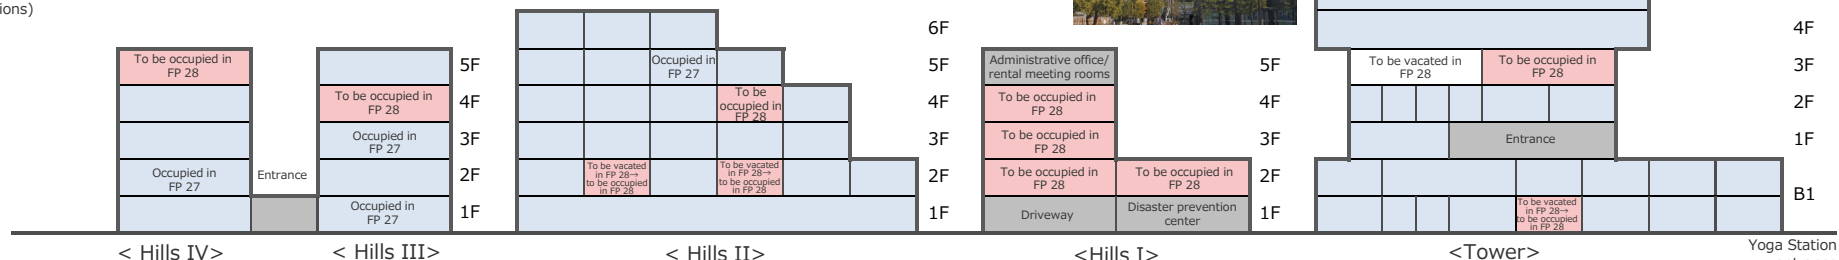 ions)
To be occupied in
FP 28
Occupied in
FP 27
Entrance
To be occupied in
FP 28
Occupied in
FP 27
Occupied in
FP 27
5F
4F
3F
2F
1F
< Hills IV>
< Hills III>
Occupied in
FP 27
To be
occupied in
FP 28
To be vacated
in FP 28→
to be occupied
in FP 28
To be vacated
in FP 28→
to be occupied
in FP 28
6F
5F
4F
3F
2F
1F
< Hills II>
Administrative office/
rental meeting rooms
To be occupied in
FP 28
To be occupied in
FP 28
To be occupied in
FP 28
To be occupied in
FP 28
Driveway
Disaster prevention
center
5F
4F
3F
2F
1F
<Hills I>
To be vacated in
FP 28
To be occupied in
FP 28
Entrance
To be vacated
in FP 28→
to be occupied
in FP 28
4F
3F
2F
1F
B1
<Tower>
Yoga Station